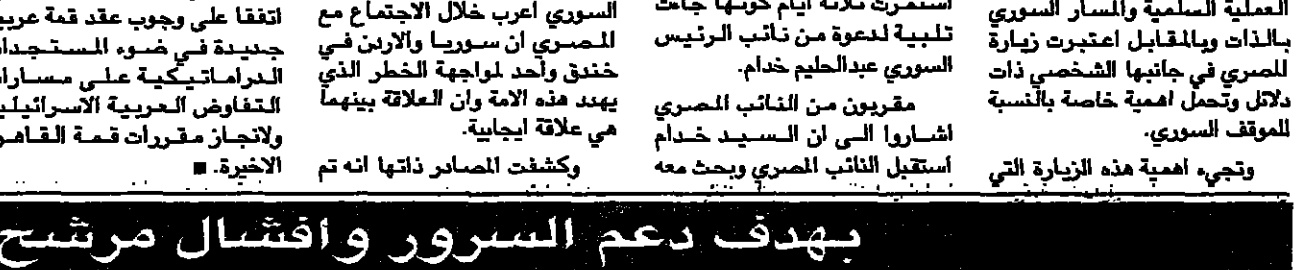 العملية السلمية والمسار السوري
بالذات وبالمقابل اعتبرت زيارة
المصري في جانبها الشخصي ذات
دلائل وتحمل اهمية خاصة بالنسبة
للموقف السوري.
وتجيء اهمية هذه الزيارة التي
استمرت ثلاثة ايام كونها جاءت
تلبية لدعوة من نائب الرئيس
السوري عبدالحليم خدام.
مقربون من النائب المصري
اشاروا الى ان السيد خدام
استقبل النائب المصري وبحث معه
السوري اعرب خلال الاجتماع مع
المصري ان سوريا والاردن في
خندق واحد لمواجهة الخطر الذي
يهدد هذه الامة وان العلاقة بينهما
هي علاقة ايجابية.
وكشفت المصادر ذاتها انه تم
اتفقا على وجوب عقد قمة
جديدة في ضوء
الدراماتيكية على
التفاوض العربية
ولانجاز مقررات قمة
الاخيرة. ■
بهدف دعم السرور وافشال مرشح